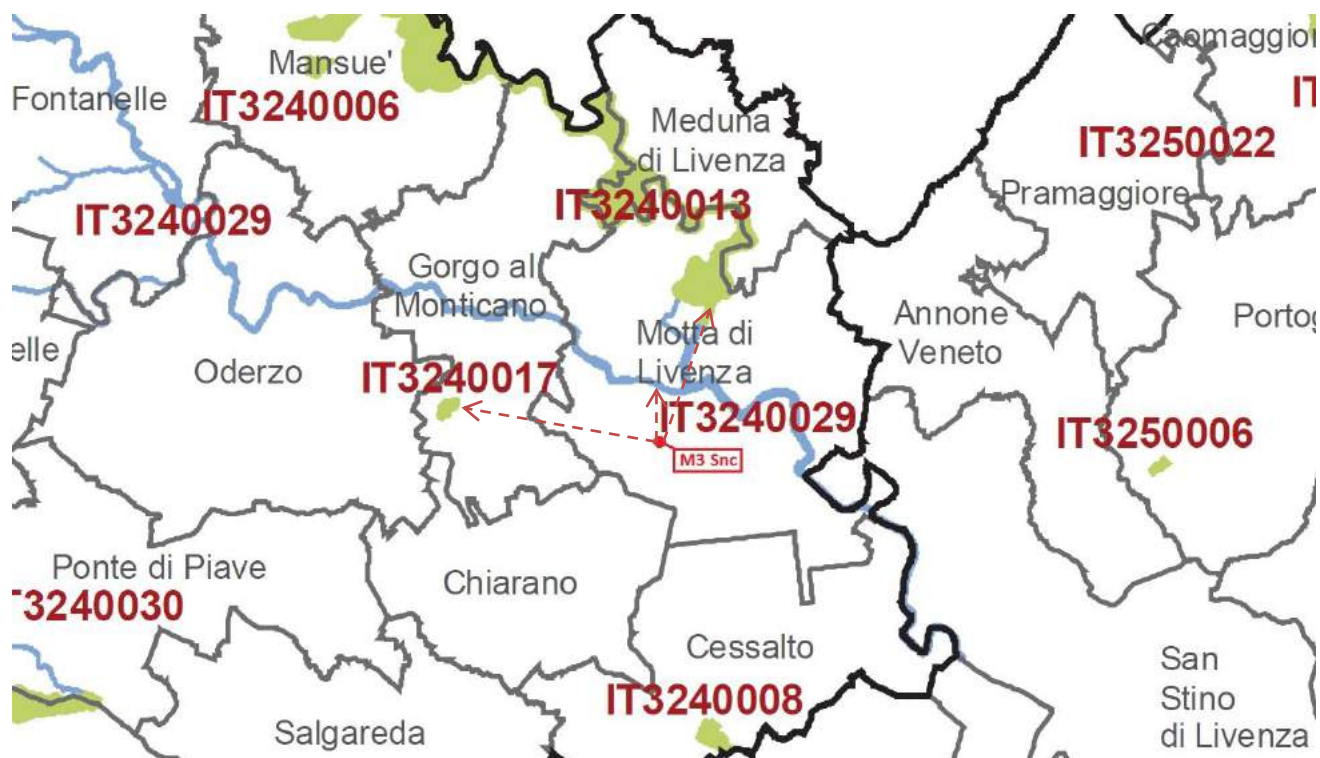 Caomaggior
Mansue'
Fontanelle
IT3240006
IT
Meduna
di Livenza
IT3250022
Pramaggiore
IT3240013
IT3240029
Gorgo al
Monticano
Annone
Veneto
Portog
Motta di
Livenza
elle
Oderzo
IT3240017
IT3240029
IT3250006
M3 Snc
Ponte di Piave
T3240030
Chiarano
Cessalto
IT3240008
Salgareda
San
Stino
di Livenza